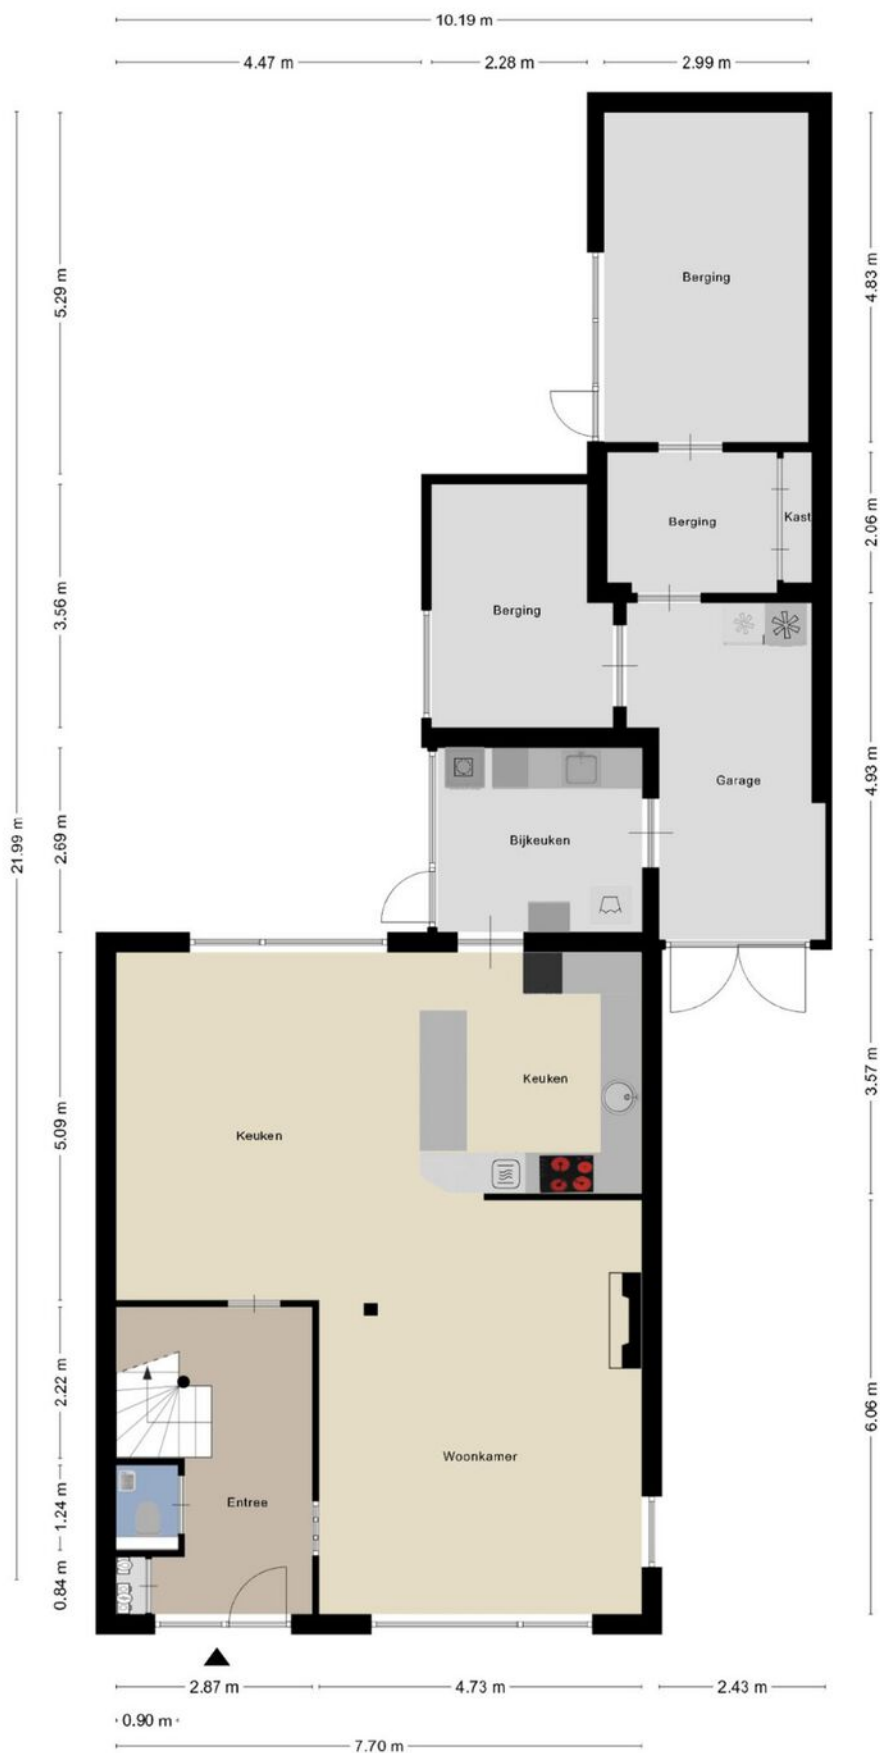 10.19 m
4.47 m
2.28 m
2.99 m
21.99 m
5.29 m
4.83 m
Berging
Berging
Kast
2.06 m
3.56 m
Berging
Garage
4.93 m
2.69 m
Bijkeuken
Keuken
Keuken
5.09 m
3.57 m
2.22 m
Woonkamer
6.06 m
Entree
1.24 m
0.84 m
2.87 m
4.73 m
2.43 m
0.90 m
7.70 m